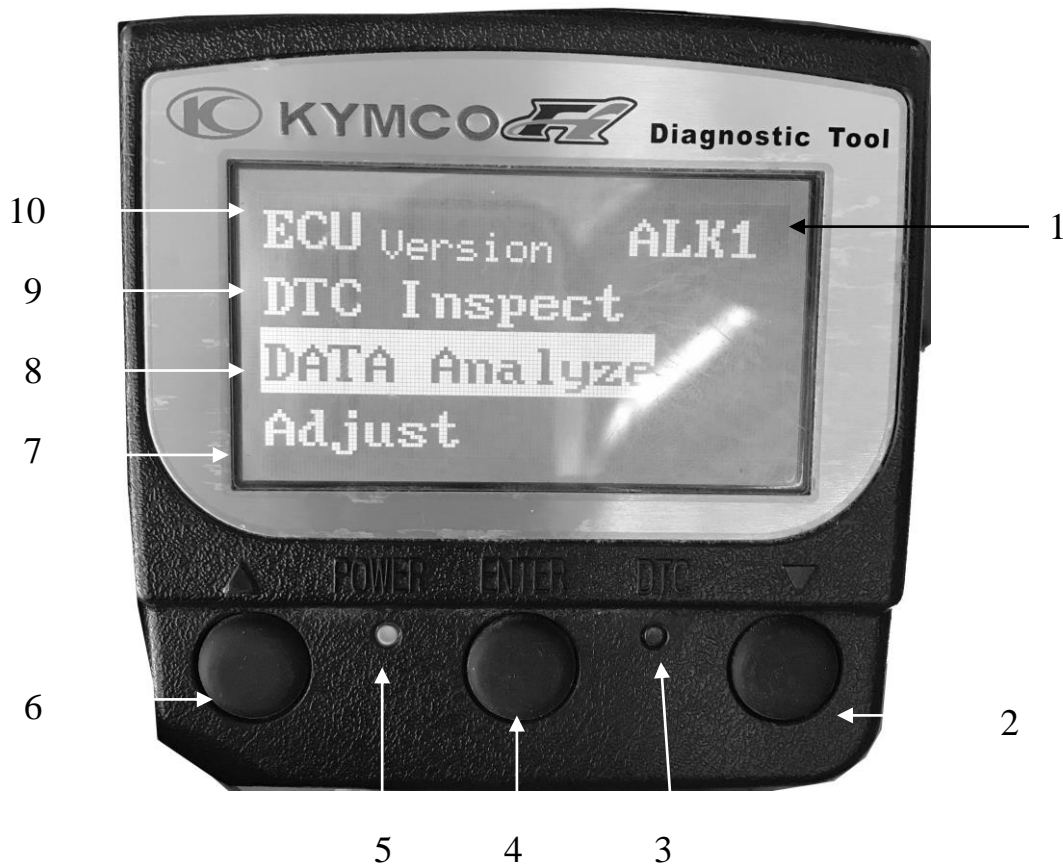 KYMCO Fi Diagnostic Tool
10
ECU Version ALK1
1
9
DTC Inspect
8
DATA Analyze
7
Adjust
▲ POWER ENTER DTC ▼
6
2
5 4 3